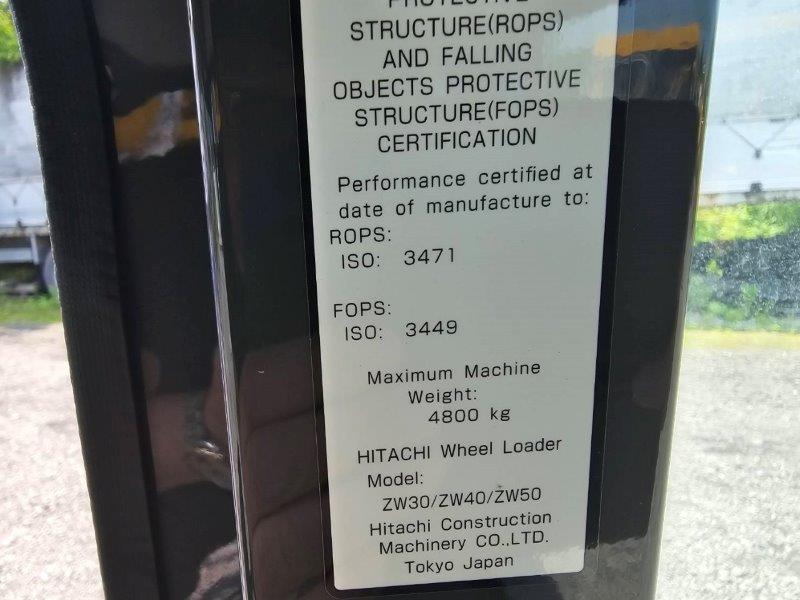 PROTECTIVE
STRUCTURE(ROPS)
AND FALLING
OBJECTS PROTECTIVE
STRUCTURE(FOPS)
CERTIFICATION
Performance certified at
date of manufacture to:
ROPS:
ISO: 3471
FOPS:
ISO: 3449
Maximum Machine
Weight:
4800 kg
HITACHI Wheel Loader
Model:
ZW30/ZW40/ZW50
Hitachi Construction
Machinery CO.,LTD.
Tokyo Japan